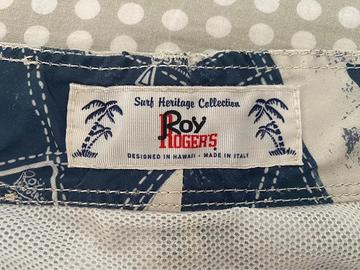 Surf Heritage Collection
Roy
ROGER'S
DESIGNED IN HAWAII - MADE IN ITALY